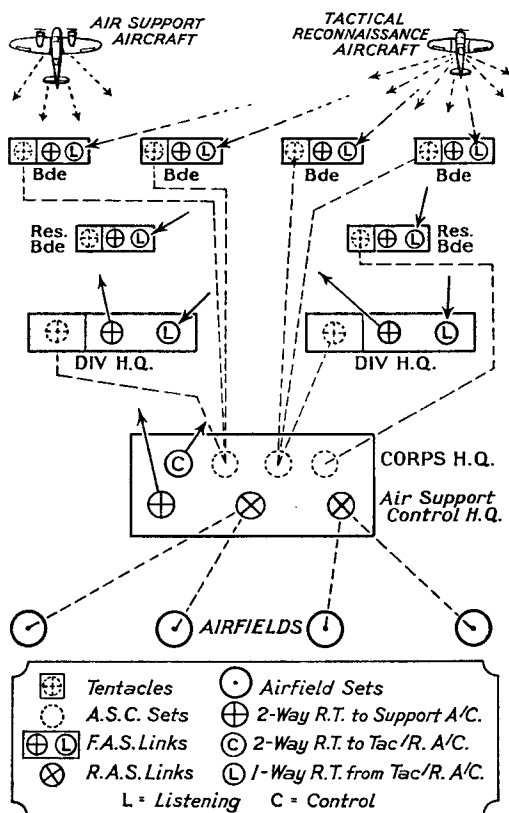 AIR SUPPORT
AIRCRAFT
TACTICAL
RECONNAISSANCE
AIRCRAFT
L
L
L
L
Bde
Bde
Bde
Bde
Res.
Bde
L
L
Res.
Bde
L
L
DIV H.Q.
DIV H.Q.
C
CORPS H.Q.
Air Support
Control H.Q.
AIRFIELDS
Tentacles
Airfield Sets
A.S.C. Sets
2-Way R.T. to Support A/C.
L F.A.S. Links
C 2-Way R.T. to Tac/R. A/C.
R.A.S. Links
L 1-Way R.T. from Tac/R. A/C.
L = Listening C = Control